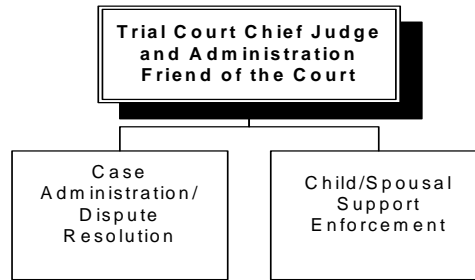 Trial Court Chief Judge
and Administration
Friend of the Court
Case
Administration/
Dispute
Resolution
Child/Spousal
Support
Enforcement